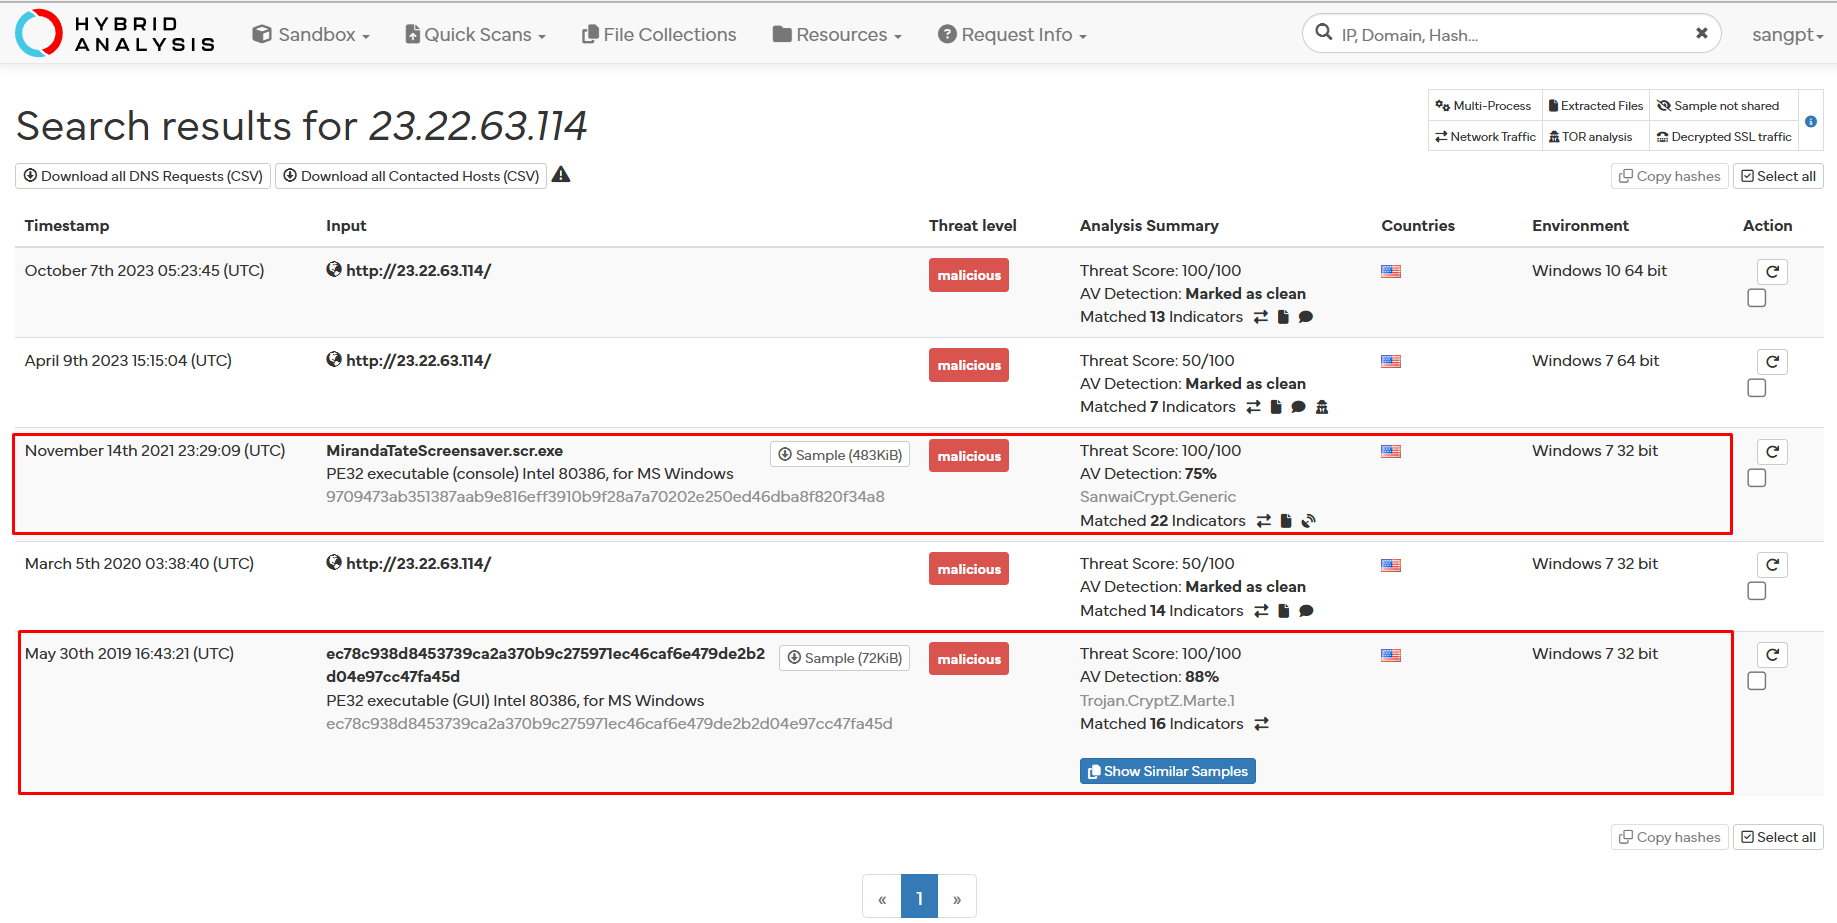 HYBRID
ANALYSIS
Sandbox
Quick Scans
File Collections
Resources
Request Info
IP, Domain, Hash...
sangpt
Search results for 23.22.63.114
Multi-Process
Extracted Files
Sample not shared
Network Traffic
TOR analysis
Decrypted SSL traffic
Download all DNS Requests (CSV)
Download all Contacted Hosts (CSV)
Copy hashes
Select all
Timestamp
Input
Threat level
Analysis Summary
Countries
Environment
Action
October 7th 2023 05:23:45 (UTC)
http://23.22.63.114/
malicious
Threat Score: 100/100
AV Detection: Marked as clean
Matched 13 Indicators
Windows 10 64 bit
April 9th 2023 15:15:04 (UTC)
http://23.22.63.114/
malicious
Threat Score: 50/100
AV Detection: Marked as clean
Matched 7 Indicators
Windows 7 64 bit
November 14th 2021 23:29:09 (UTC)
MirandaTateScreensaver.scr.exe
Sample (483KiB)
PE32 executable (console) Intel 80386, for MS Windows
9709473ab351387aab9e816eff3910b9f28a7a70202e250ed46dba8f820f34a8
malicious
Threat Score: 100/100
AV Detection: 75%
SanwaiCrypt.Generic
Matched 22 Indicators
Windows 7 32 bit
March 5th 2020 03:38:40 (UTC)
http://23.22.63.114/
malicious
Threat Score: 50/100
AV Detection: Marked as clean
Matched 14 Indicators
Windows 7 32 bit
May 30th 2019 16:43:21 (UTC)
ec78c938d8453739ca2a370b9c275971ec46caf6e479de2b2
d04e97cc47fa45d
Sample (72KiB)
PE32 executable (GUI) Intel 80386, for MS Windows
ec78c938d8453739ca2a370b9c275971ec46caf6e479de2b2d04e97cc47fa45d
malicious
Threat Score: 100/100
AV Detection: 88%
Trojan.CryptZ.Marte.1
Matched 16 Indicators
Show Similar Samples
Windows 7 32 bit
Copy hashes
Select all
« 1 »